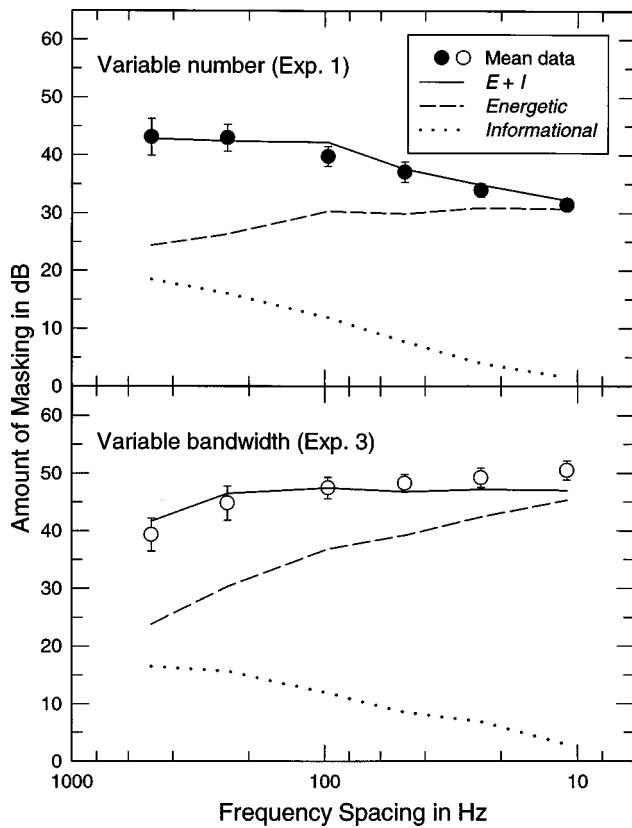 60
Variable number (Exp. 1)
Mean data
E + I
Energetic
Informational
50
40
30
20
10
0
Amount of Masking in dB
60
Variable bandwidth (Exp. 3)
50
40
30
20
10
0
1000
100
10
Frequency Spacing in Hz